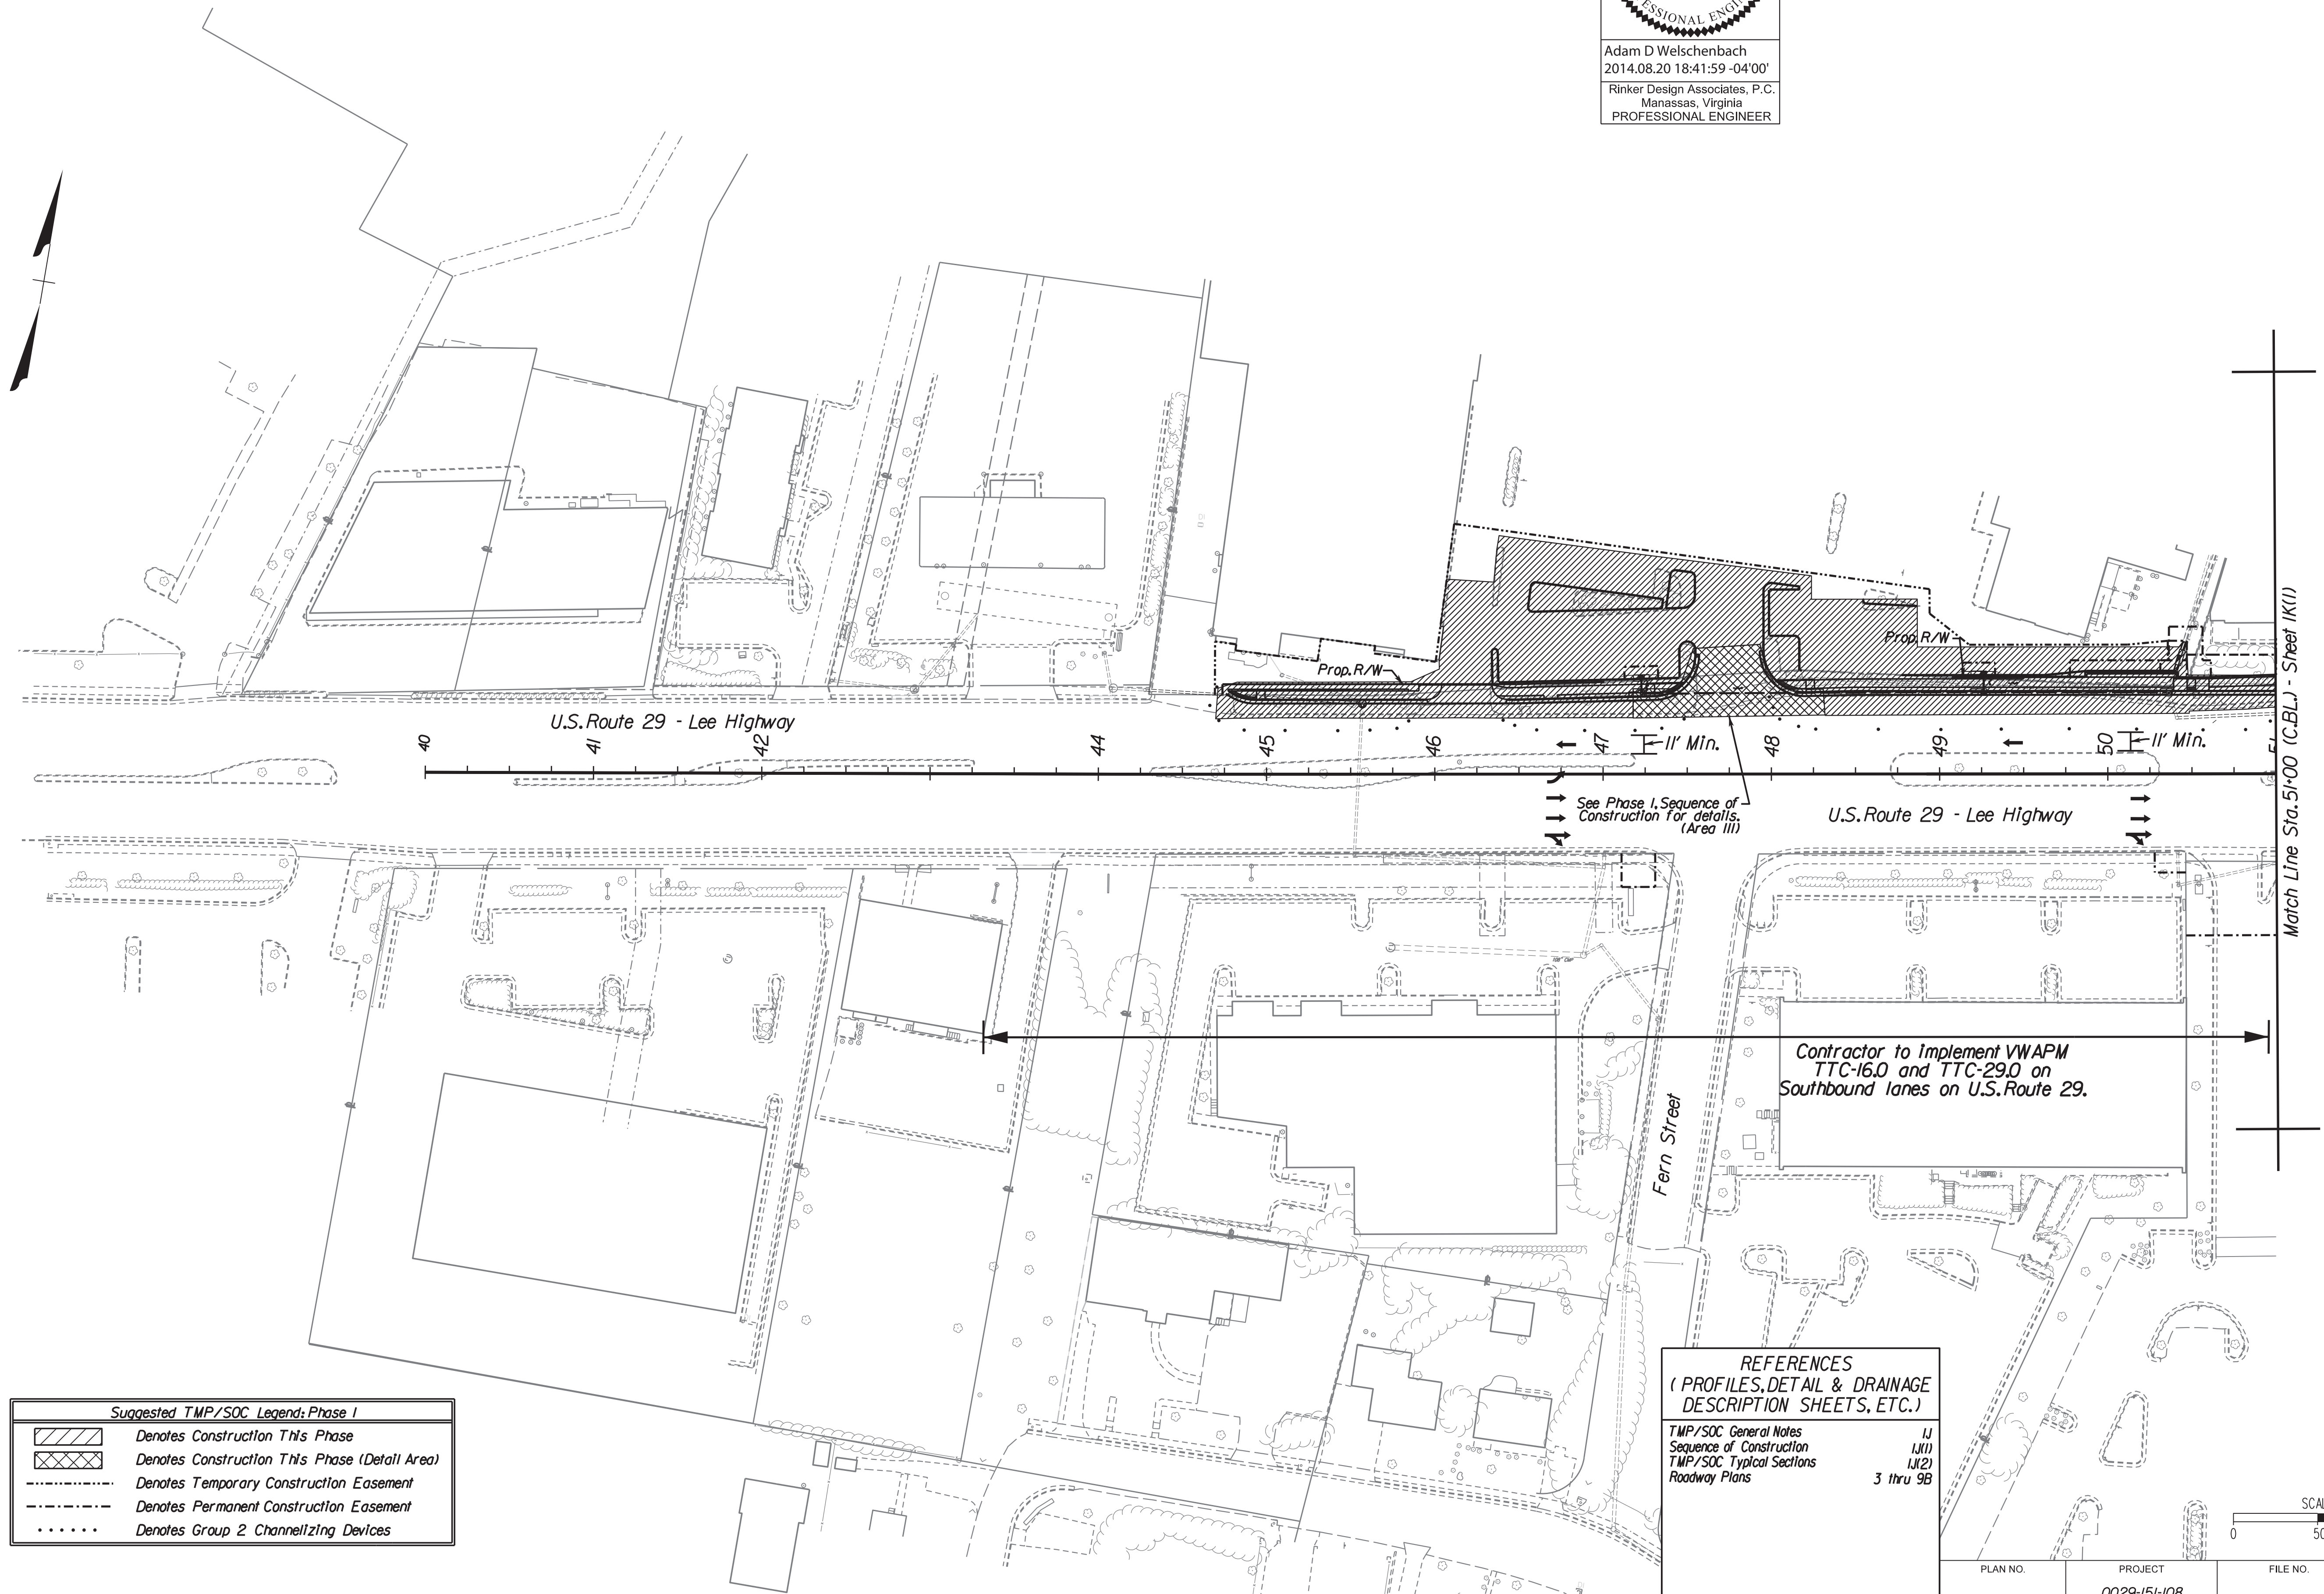 ESSIONAL ENGI
Adam D Welschenbach
2014.08.20 18:41:59 -04'00'
Rinker Design Associates, P.C.
Manassas, Virginia
PROFESSIONAL ENGINEER
Prop. R/W
Prop. R/W
U.S. Route 29 - Lee Highway
40
41
42
44
45
46
47
11' Min.
48
49
50
11' Min.
See Phase 1, Sequence of
Construction for details.
(Area III)
U.S. Route 29 - Lee Highway
Match Line Sta. 51+00 (C.BL.) - Sheet 1K(1)
Contractor to implement VWAPM
TTC-16.0 and TTC-29.0 on
Southbound lanes on U.S. Route 29.
Fern Street
Suggested TMP/SOC Legend: Phase 1
Denotes Construction This Phase
Denotes Construction This Phase (Detail Area)
Denotes Temporary Construction Easement
Denotes Permanent Construction Easement
Denotes Group 2 Channelizing Devices
REFERENCES
( PROFILES, DETAIL & DRAINAGE
DESCRIPTION SHEETS, ETC.)
TMP/SOC General Notes 1J
Sequence of Construction 1J(1)
TMP/SOC Typical Sections 1J(2)
Roadway Plans 3 thru 9B
0
PLAN NO.
PROJECT
FILE NO.
0029-151-108